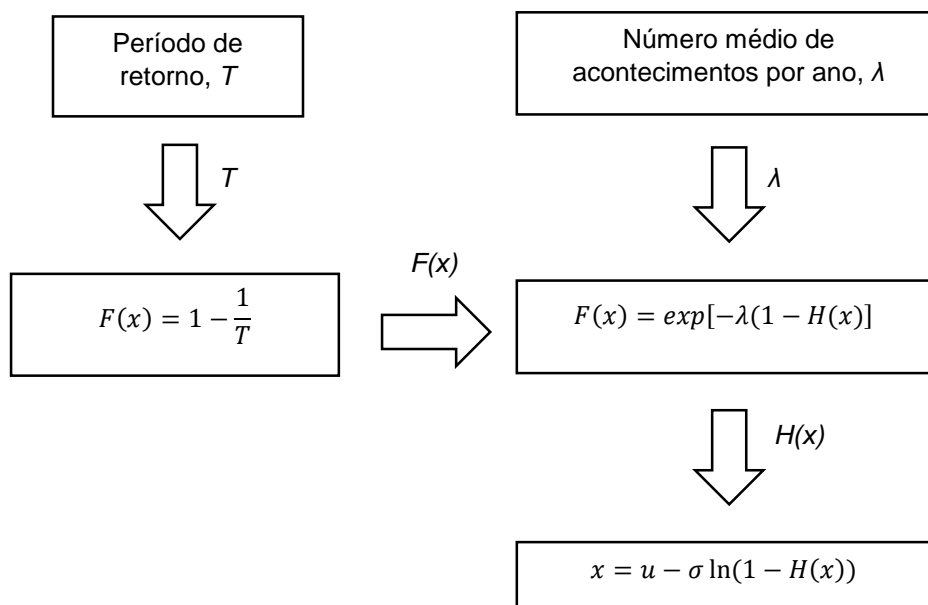 Período de
retorno, T
Número médio de
acontecimentos por ano, λ
T
λ
F(x)
F(x) = 1 − 1/T
F(x) = exp[−λ(1 − H(x)]
H(x)
x = u − σ ln(1 − H(x))